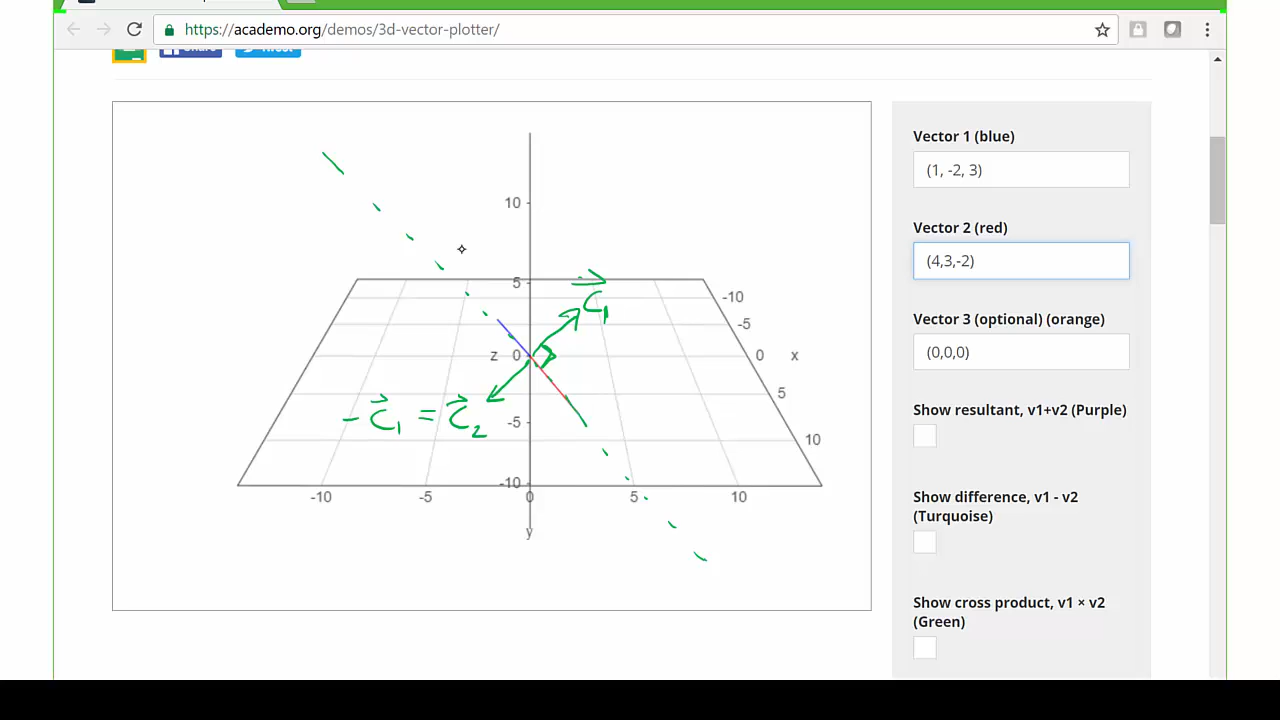 https://academo.org/demos/3d-vector-plotter/
Vector 1 (blue)
(1, -2, 3)
Vector 2 (red)
(4,3,-2)
Vector 3 (optional) (orange)
(0,0,0)
Show resultant, v1+v2 (Purple)
Show difference, v1 - v2
(Turquoise)
Show cross product, v1 × v2
(Green)
10
5
-10
-5
z 0 0 x
5
-5
10
-10
-10 -5 0 5 10
y
C⃗₁
-C⃗₁ = C⃗₂